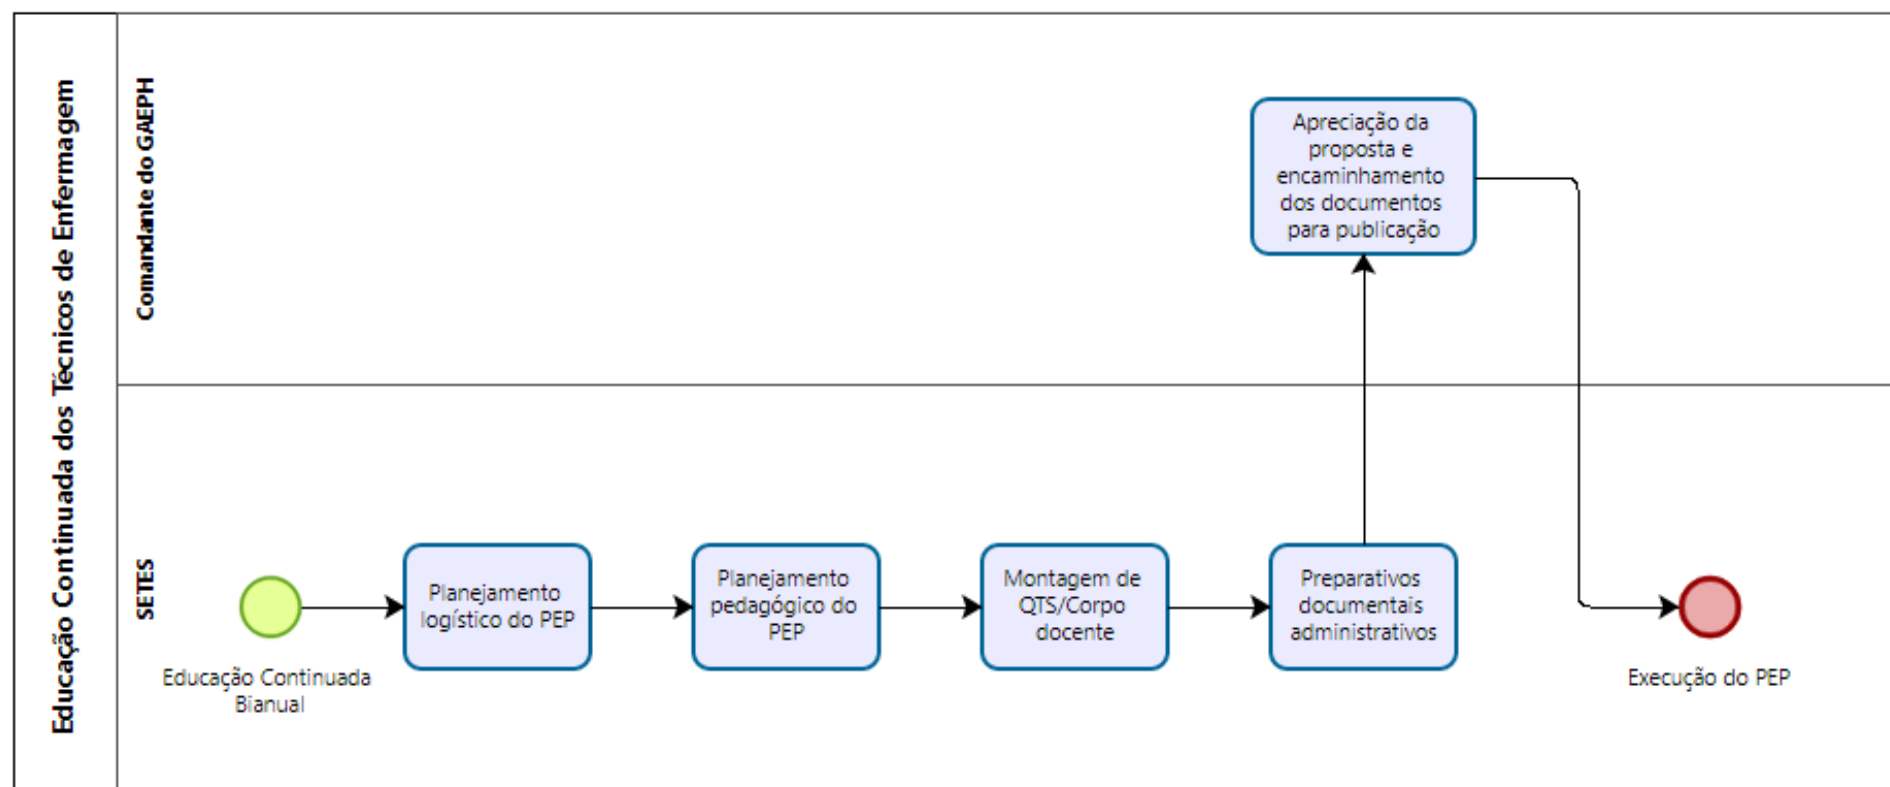 Educação Continuada dos Técnicos de Enfermagem
Comandante do GAEPH
Apreciação da
proposta e
encaminhamento
dos documentos
para publicação
SETES
Educação Continuada
Bianual
Planejamento
logístico do PEP
Planejamento
pedagógico do
PEP
Montagem de
QTS/Corpo
docente
Preparativos
documentais
administrativos
Execução do PEP